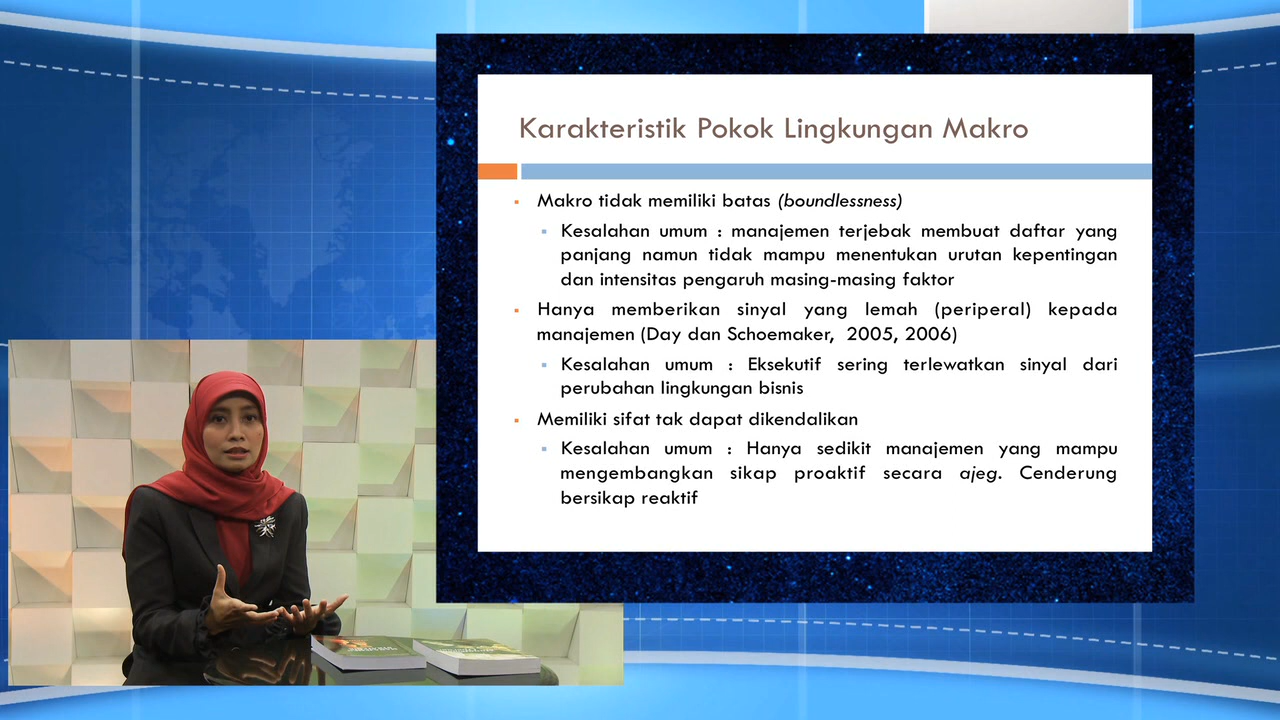 Karakteristik Pokok Lingkungan Makro
Makro tidak memiliki batas (boundlessness)
Kesalahan umum : manajemen terjebak membuat daftar yang
panjang namun tidak mampu menentukan urutan kepentingan
dan intensitas pengaruh masing-masing faktor
Hanya memberikan sinyal yang lemah (periperal) kepada
manajemen (Day dan Schoemaker, 2005, 2006)
Kesalahan umum : Eksekutif sering terlewatkan sinyal dari
perubahan lingkungan bisnis
Memiliki sifat tak dapat dikendalikan
Kesalahan umum : Hanya sedikit manajemen yang mampu
mengembangkan sikap proaktif secara ajeg. Cenderung
bersikap reaktif